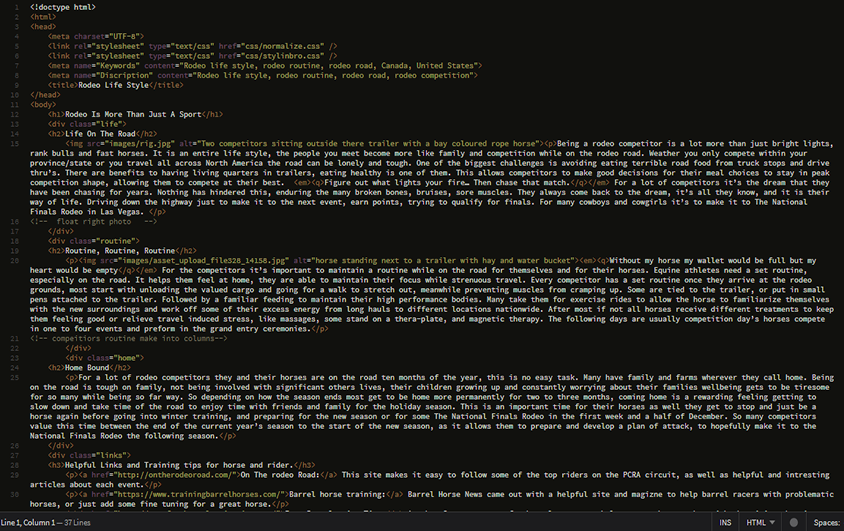 1 <!doctype html>
2 <html>
3 <head>
4 <meta charset="UTF-8">
5 <link rel="stylesheet" type="text/css" href="css/normalize.css" />
6 <link rel="stylesheet" type="text/css" href="css/stylinbro.css" />
7 <meta name="Keywords" content="Rodeo life style, rodeo routine, rodeo road, Canada, United States">
8 <meta name="Discription" content="Rodeo life style, rodeo routine, rodeo road, rodeo competition">
9 <title>Rodeo Life Style</title>
10 </head>
11 <body>
12 <h1>Rodeo Is More Than Just A Sport</h1>
13 <div class="life">
14 <h2>Life On The Road</h2>
15 <img src="images/rig.jpg" alt="Two competitors sitting outside there trailer with a bay coloured rope horse"><p>Being a rodeo competitor is a lot more than just bright lights,
rank bulls and fast horses. It is an entire life style, the people you meet become more like family and competition while on the rodeo road. Weather you only compete within your
province/state or you travel all across North America the road can be lonely and tough. One of the biggest challenges is avoiding eating terrible road food from truck stops and drive
thru's. There are benefits to having living quarters in trailers, eating healthy is one of them. This allows competitors to make good decisions for their meal choices to stay in peak
competition shape, allowing them to compete at their best. <em><q>Figure out what lights your fire… Then chase that match.</q></em> For a lot of competitors it's the dream that they
have been chasing for years. Nothing has hindered this, enduring the many broken bones, bruises, sore muscles. They always come back to the dream, it's all they know, and it is their
way of life. Driving down the highway just to make it to the next event, earn points, trying to qualify for finals. For many cowboys and cowgirls it's to make it to The National
Finals Rodeo in Las Vegas. </p>
16 <!-- float right photo -->
17 </div>
18 <div class="routine">
19 <h2>Routine, Routine, Routine</h2>
20 <p><img src="images/asset_upload_file528_14158.jpg" alt="horse standing next to a trailer with hay and water bucket"><em><q>Without my horse my wallet would be full but my
heart would be empty</q></em> For the competitors it's important to maintain a routine while on the road for themselves and for their horses. Equine athletes need a set routine,
especially on the road. It helps them feel at home, they are able to maintain their focus while strenuous travel. Every competitor has a set routine once they arrive at the rodeo
grounds, most start with unloading the valued cargo and going for a walk to stretch out, meanwhile preventing muscles from cramping up. Some are tied to the trailer, or put in small
pens attached to the trailer. Followed by a familiar feeding to maintain their high performance bodies. Many take them for exercise rides to allow the horse to familiarize themselves
with the new surroundings and work off some of their excess energy from long hauls to different locations nationwide. After most if not all horses receive different treatments to keep
them feeling good or relieve travel induced stress, like massages, some stand on a thera-plate, and magnetic therapy. The following days are usually competition day's horses compete
in one to four events and preform in the grand entry ceremonies.</p>
21 <!-- compeitiors routine make into columns-->
22 </div>
23 <div class="home">
24 <h2>Home Bound</h2>
25 <p>For a lot of rodeo competitors they and their horses are on the road ten months of the year, this is no easy task. Many have family and farms wherever they call home. Being
on the road is tough on family, not being involved with significant others lives, their children growing up and constantly worrying about their families wellbeing gets to be tiresome
for so many while being so far way. So depending on how the season ends most get to be home more permanently for two to three months, coming home is a rewarding feeling getting to
slow down and take time of the road to enjoy time with friends and family for the holiday season. This is an important time for their horses as well they get to stop and just be a
horse again before going into winter training, and preparing for the new season or for some The National Finals Rodeo in the first week and a half of December. So many competitors
value this time between the end of the current year's season to the start of the new season, as it allows them to prepare and develop a plan of attack, to hopefully make it to the
National Finals Rodeo the following season.</p>
26 </div>
27 <div class="links">
28 <h3>Helpful Links and Training tips for horse and rider.</h3>
29 <p><a href="http://ontherodeoroad.com/">On The rodeo Road:</a> This site makes it easy to follow some of the top riders on the PCRA circuit, as well as helpful and intresting
articles about each event.</p>
30 <p><a href="https://www.trainingbarrelhorses.com/">Barrel horse training:</a> Barrel Horse News came out with a helpful site and magizne to help barrel racers with problematic
horses, or just add some fine tuning for a great horse.</p>
Line 1, Column 1 — 37 Lines INS HTML Spaces: